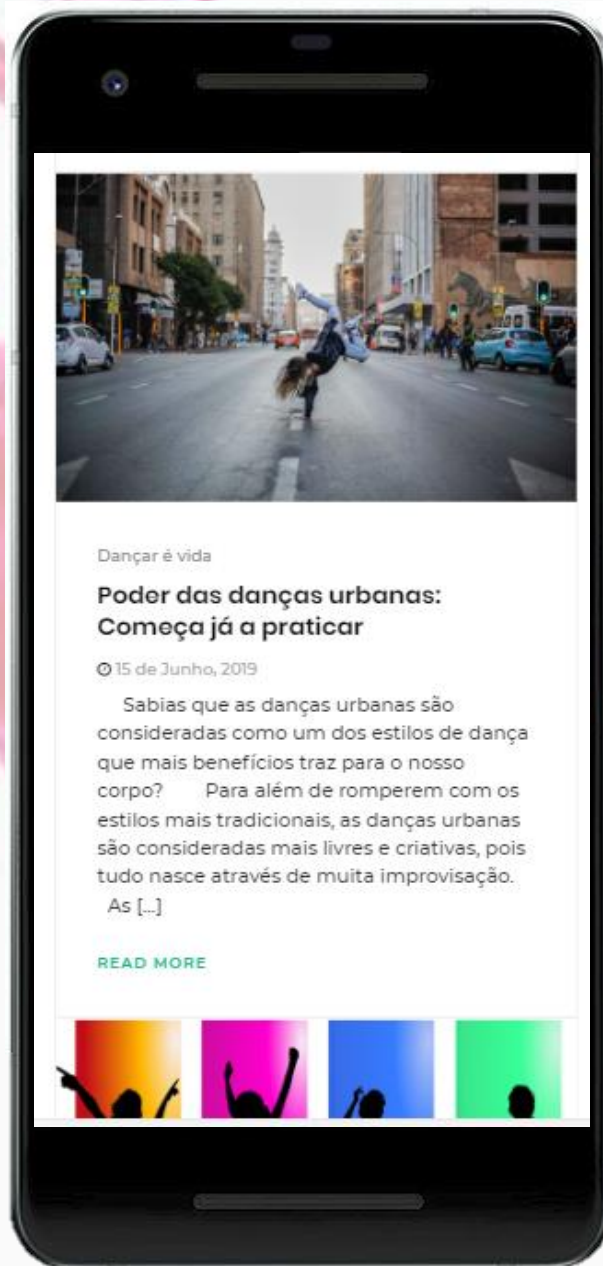 Dançar é vida
Poder das danças urbanas:
Começa já a praticar
15 de Junho, 2019
Sabias que as danças urbanas são
consideradas como um dos estilos de dança
que mais benefícios traz para o nosso
corpo? Para além de romperem com os
estilos mais tradicionais, as danças urbanas
são consideradas mais livres e criativas, pois
tudo nasce através de muita improvisação.
As [...]
READ MORE